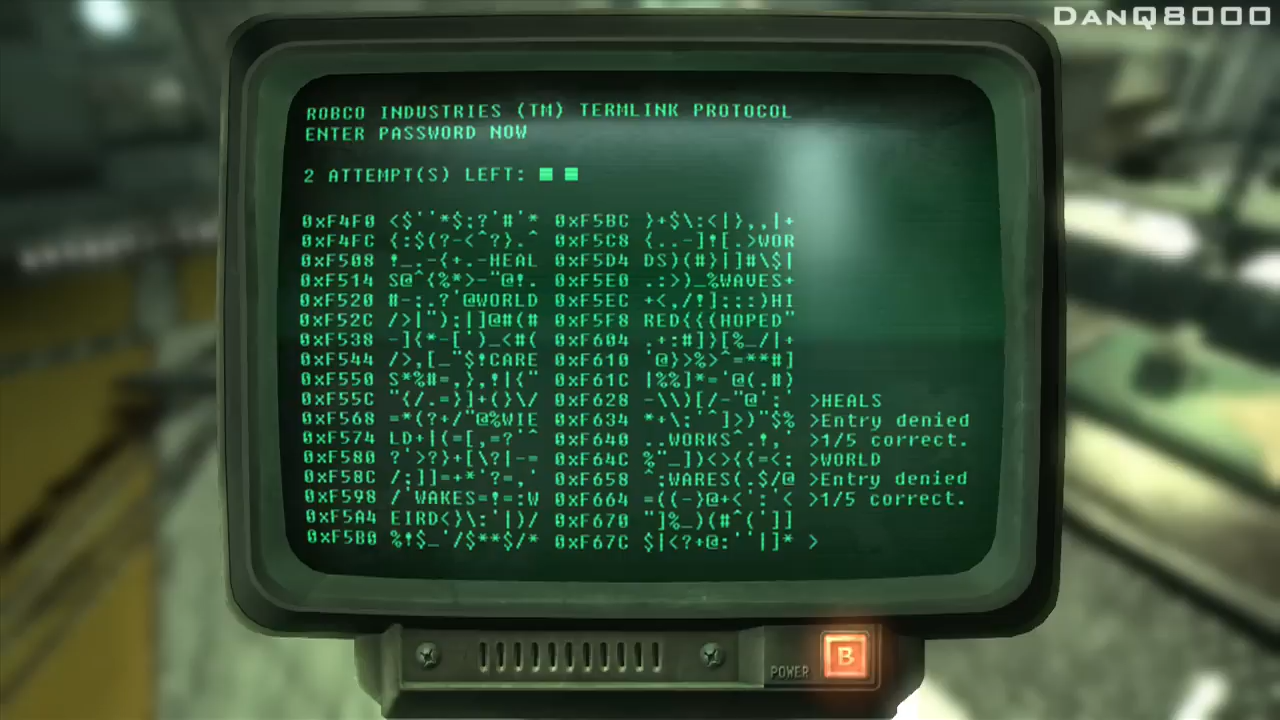 DanQ8000
ROBCO INDUSTRIES (TM) TERMLINK PROTOCOL
ENTER PASSWORD NOW
2 ATTEMPT(S) LEFT: ■ ■
0xF4F0 <$''*$;?'#'* 0xF5BC }+$\:<|},,|+
0xF4FC {:$(?-<^?}.^ 0xF5C8 {..-]![.>WOR
0xF508 !_.-{+.-HEAL 0xF5D4 DS)(#}|]#\$|
0xF514 S@^{%*>-"@!. 0xF5E0 .:>)_%WAVES+
0xF520 #-;.?'@WORLD 0xF5EC +<,/!]:;:)HI
0xF52C />|");|]@#(# 0xF5F8 RED{{(HOPED"
0xF538 -]{*-[')_<#( 0xF604 .+:#]}[%_/|+
0xF544 />,[_"$!CARE 0xF610 '@}>%>^=**#]
0xF550 S*%#=,},!|{" 0xF61C |%%]*='@(.#)
0xF55C "{/.=}]+(}\/ 0xF628 -\\)[/-"@':' >HEALS
0xF568 =*(?+/"@%WIE 0xF634 *+\:'^]>)"$% >Entry denied
0xF574 LD+|(=[,=?'^ 0xF640 ..WORKS^.!,' >1/5 correct.
0xF580 ?'>?}+[\?|-= 0xF64C %"_])<>({{=<: >WORLD
0xF58C /;]]=+*'?=,' 0xF658 ^:WARES(.$/@ >Entry denied
0xF598 /'WAKES=!=:W 0xF664 =((-}@+<':'< >1/5 correct.
0xF5A4 EIRD<}\:'|)/ 0xF670 "]%_)(#^(']]
0xF5B0 %!$_'/$**$/* 0xF67C $|<?+@:''|]* >
POWER
B